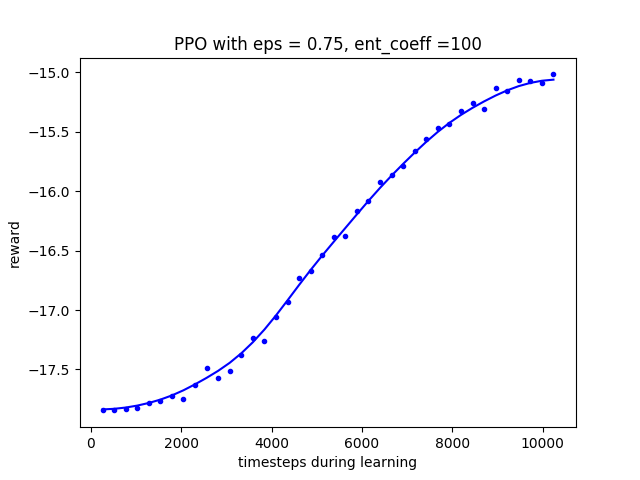 PPO with eps = 0.75, ent_coeff =100
−15.0
−15.5
−16.0
−16.5
−17.0
−17.5
reward
0 2000 4000 6000 8000 10000
timesteps during learning